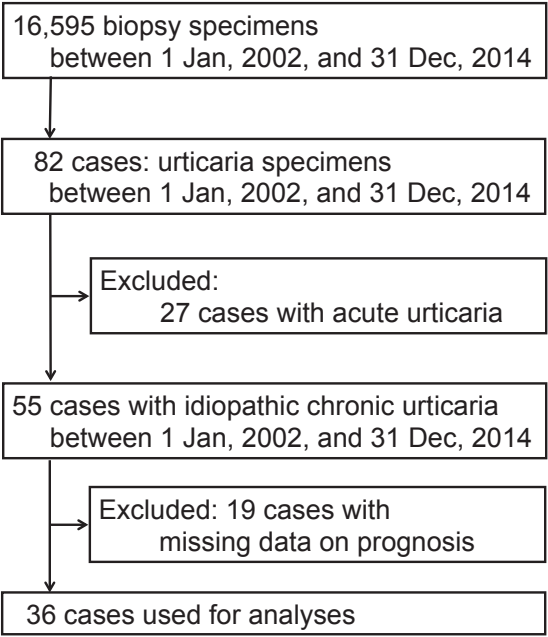 16,595 biopsy specimens
between 1 Jan, 2002, and 31 Dec, 2014
82 cases: urticaria specimens
between 1 Jan, 2002, and 31 Dec, 2014
Excluded:
27 cases with acute urticaria
55 cases with idiopathic chronic urticaria
between 1 Jan, 2002, and 31 Dec, 2014
Excluded: 19 cases with
missing data on prognosis
36 cases used for analyses